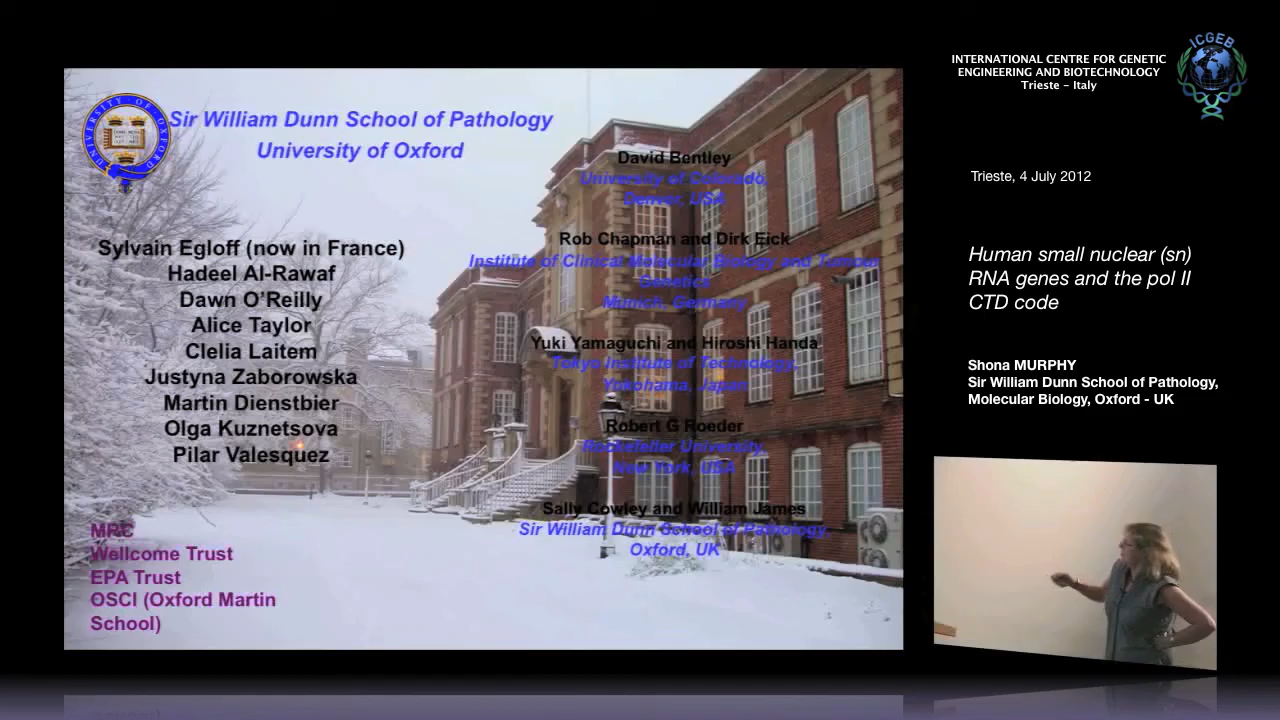 Sir William Dunn School of Pathology
University of Oxford
UNIVERSITY OF OXFORD
Sylvain Egloff (now in France)
Hadeel Al-Rawaf
Dawn O'Reilly
Alice Taylor
Clelia Laitem
Justyna Zaborowska
Martin Dienstbier
Olga Kuznetsova
Pilar Valesquez
MRC
Wellcome Trust
EPA Trust
OSCI (Oxford Martin
School)
David Bentley
University of Colorado,
Denver, USA
Rob Chapman and Dirk Eick
Institute of Clinical Molecular Biology and Tumour
Genetics
Munich, Germany
Yuki Yamaguchi and Hiroshi Handa
Tokyo Institute of Technology,
Yokohama, Japan
Robert G Roeder
Rockefeller University,
New York, USA
Sally Cowley and William James
Sir William Dunn School of Pathology,
Oxford, UK
INTERNATIONAL CENTRE FOR GENETIC
ENGINEERING AND BIOTECHNOLOGY
Trieste - Italy
ICGEB
Trieste, 4 July 2012
Human small nuclear (sn)
RNA genes and the pol II
CTD code
Shona MURPHY
Sir William Dunn School of Pathology,
Molecular Biology, Oxford - UK